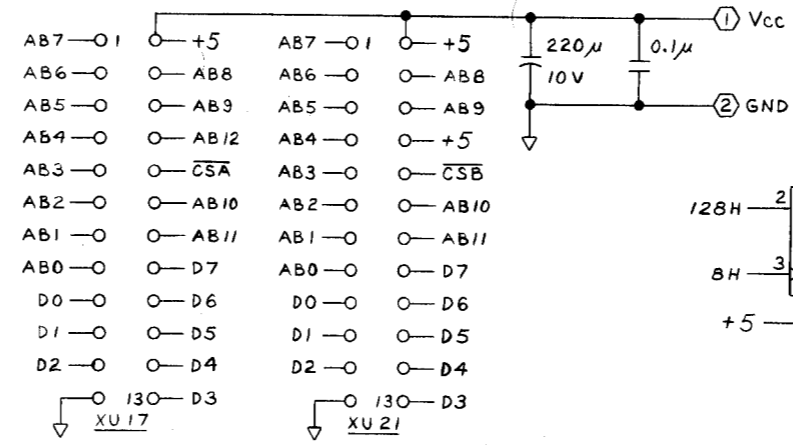 ① Vcc
AB7 1 +5 AB7 1 +5 220μ 0.1μ
AB6 AB8 AB6 AB8 10V
AB5 AB9 AB5 AB9 ② GND
AB4 AB12 AB4 +5
AB3 C̅S̅A̅ AB3 C̅S̅B̅
AB2 AB10 AB2 AB10 128H 2
AB1 AB11 AB1 AB11
AB0 D7 AB0 D7 8H 3
D0 D6 D0 D6
D1 D5 D1 D5 +5
D2 D4 D2 D4
13 D3 13 D3
XU17 XU21